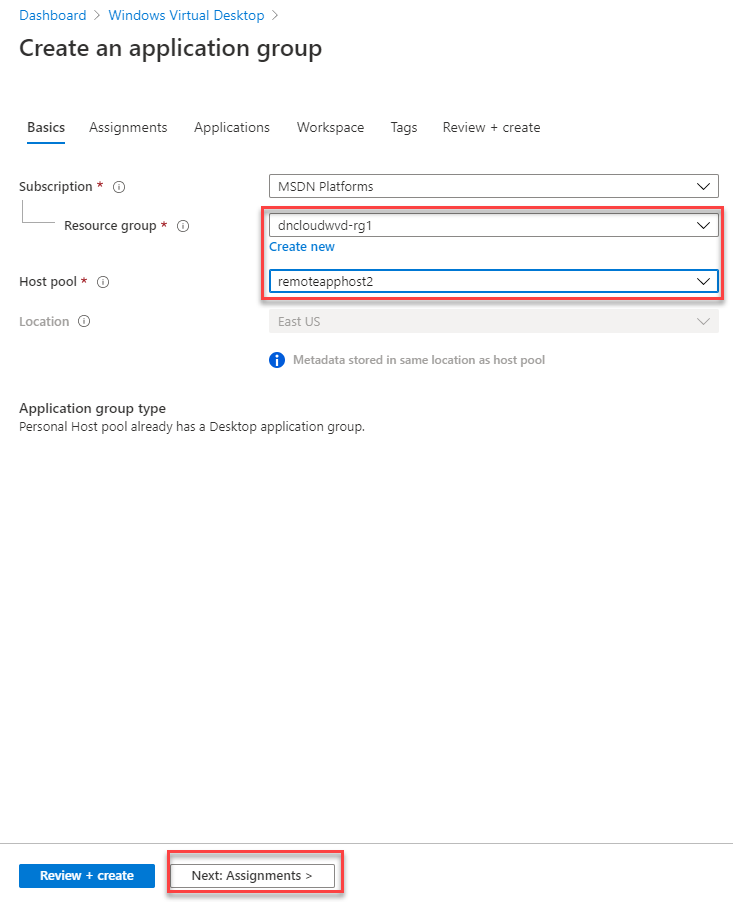 Dashboard > Windows Virtual Desktop >
Create an application group
Basics Assignments Applications Workspace Tags Review + create
Subscription * MSDN Platforms
Resource group * dncloudwvd-rg1
Create new
Host pool * remoteapphost2
Location East US
Metadata stored in same location as host pool
Application group type
Personal Host pool already has a Desktop application group.
Review + create Next: Assignments >